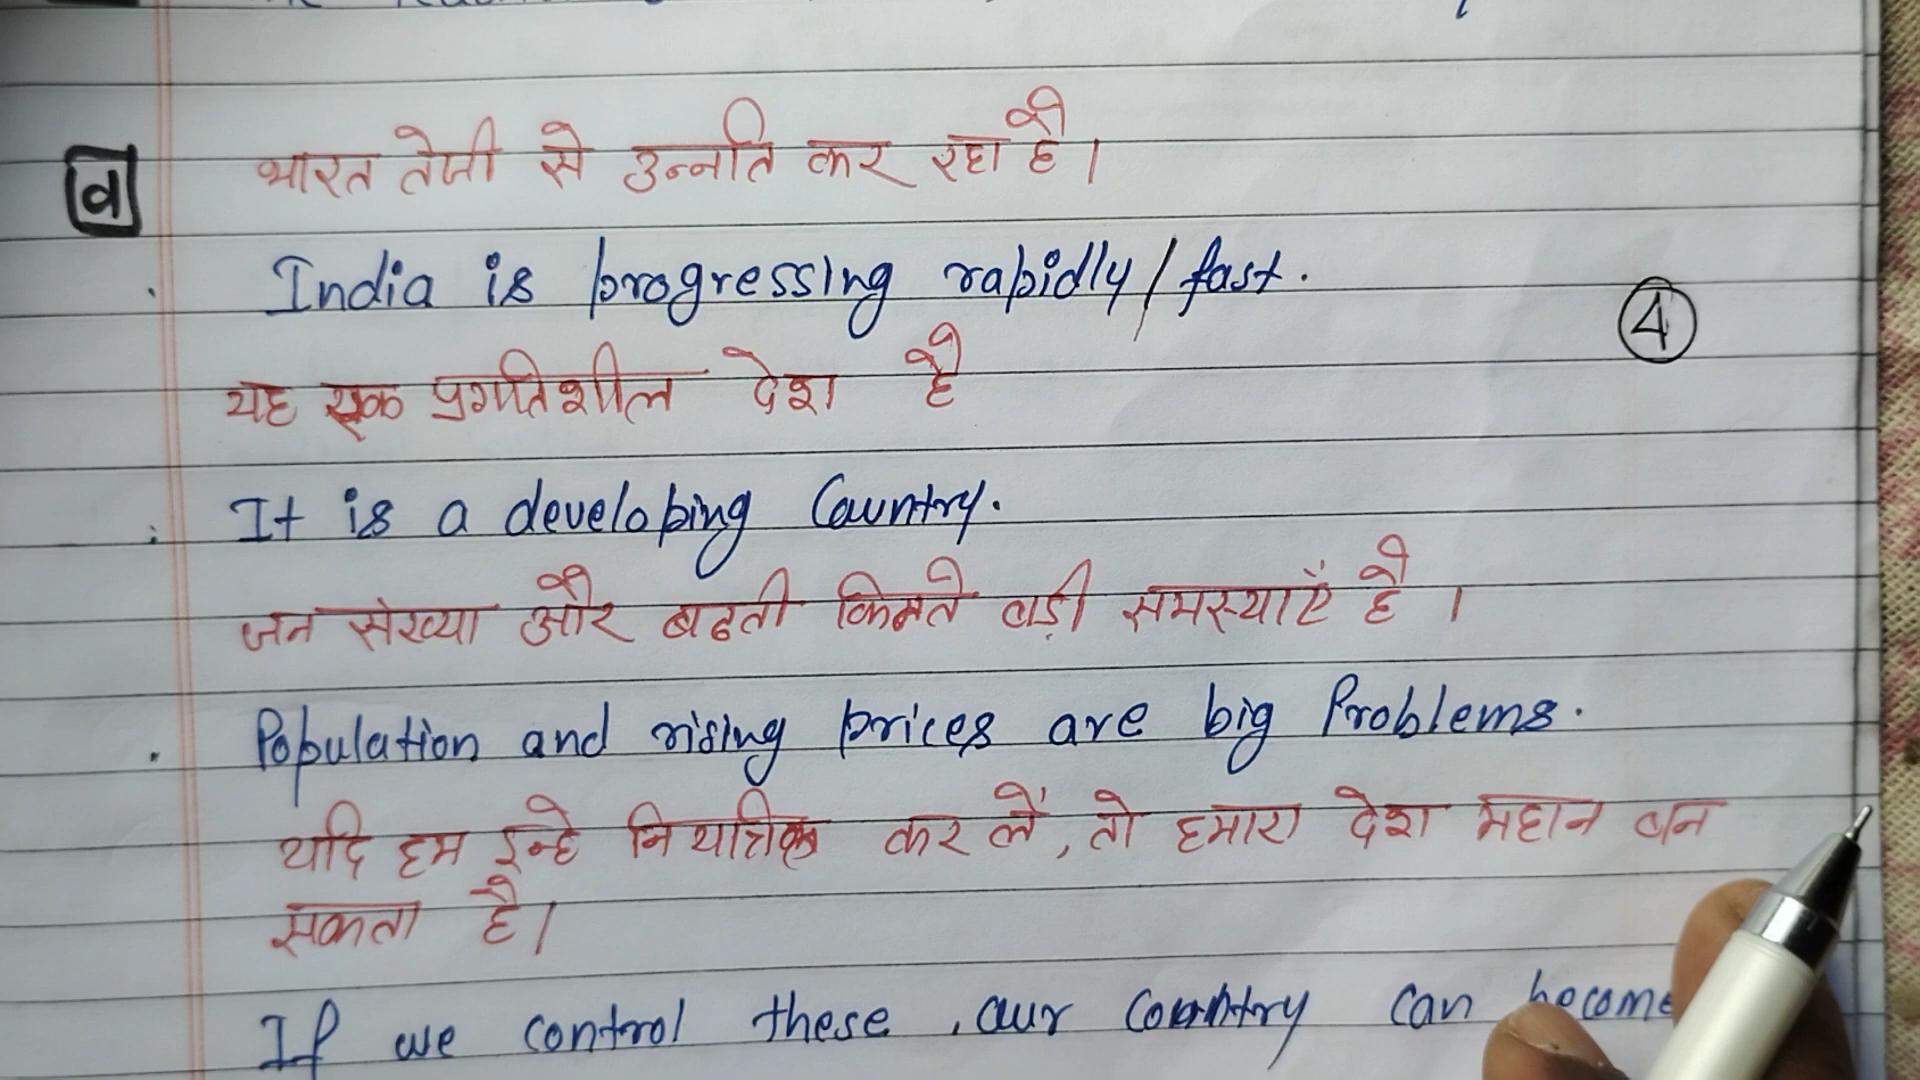 व
भारत तेजी से उन्नति कर रहा है।
India is progressing rapidly / fast.
④
यह एक प्रगतिशील देश है
It is a developing Country.
जन संख्या और बढती किमते बड़ी समस्याएं है ।
Population and rising prices are big Problems.
यदि हम इन्हे नियत्रिक कर लें, तो हमारा देश महान बन
सकता है।
If we control these , our Country can become